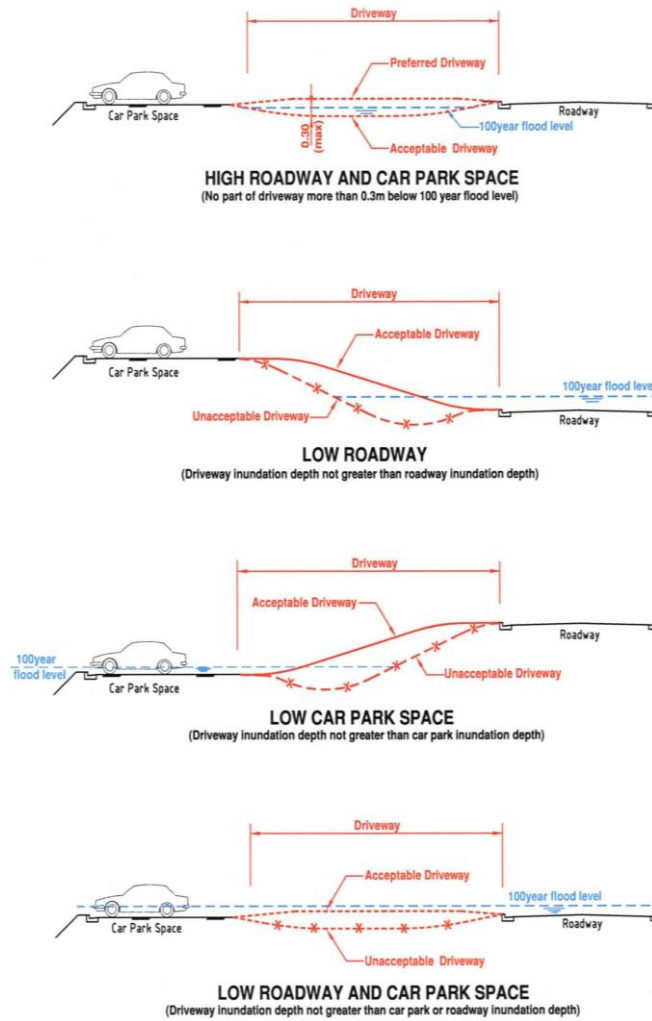 Driveway
Preferred Driveway
Car Park Space
0.30
(max)
Roadway
100year flood level
Acceptable Driveway
HIGH ROADWAY AND CAR PARK SPACE
(No part of driveway more than 0.3m below 100 year flood level)
Driveway
Acceptable Driveway
Car Park Space
100year flood level
Unacceptable Driveway
Roadway
LOW ROADWAY
(Driveway inundation depth not greater than roadway inundation depth)
Driveway
Acceptable Driveway
Roadway
100year
flood level
Unacceptable Driveway
Car Park Space
LOW CAR PARK SPACE
(Driveway inundation depth not greater than car park inundation depth)
Driveway
Acceptable Driveway
100year flood level
Car Park Space
Roadway
Unacceptable Driveway
LOW ROADWAY AND CAR PARK SPACE
(Driveway inundation depth not greater than car park or roadway inundation depth)